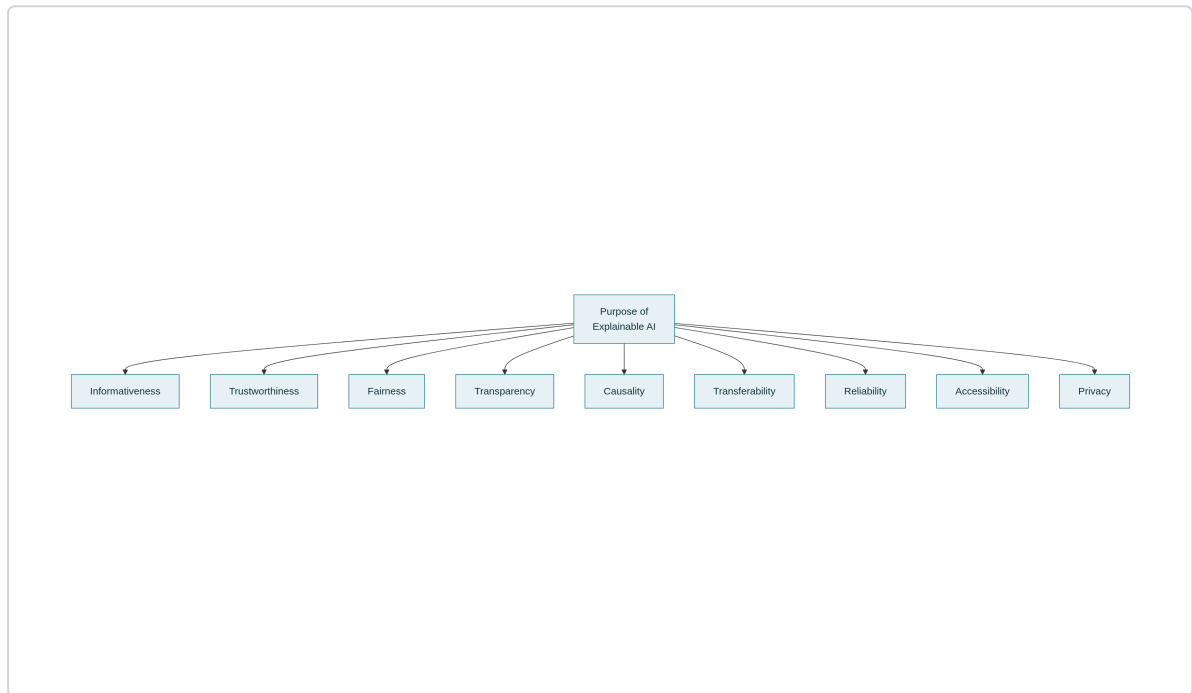 Purpose of
Explainable AI
Informativeness
Trustworthiness
Fairness
Transparency
Causality
Transferability
Reliability
Accessibility
Privacy